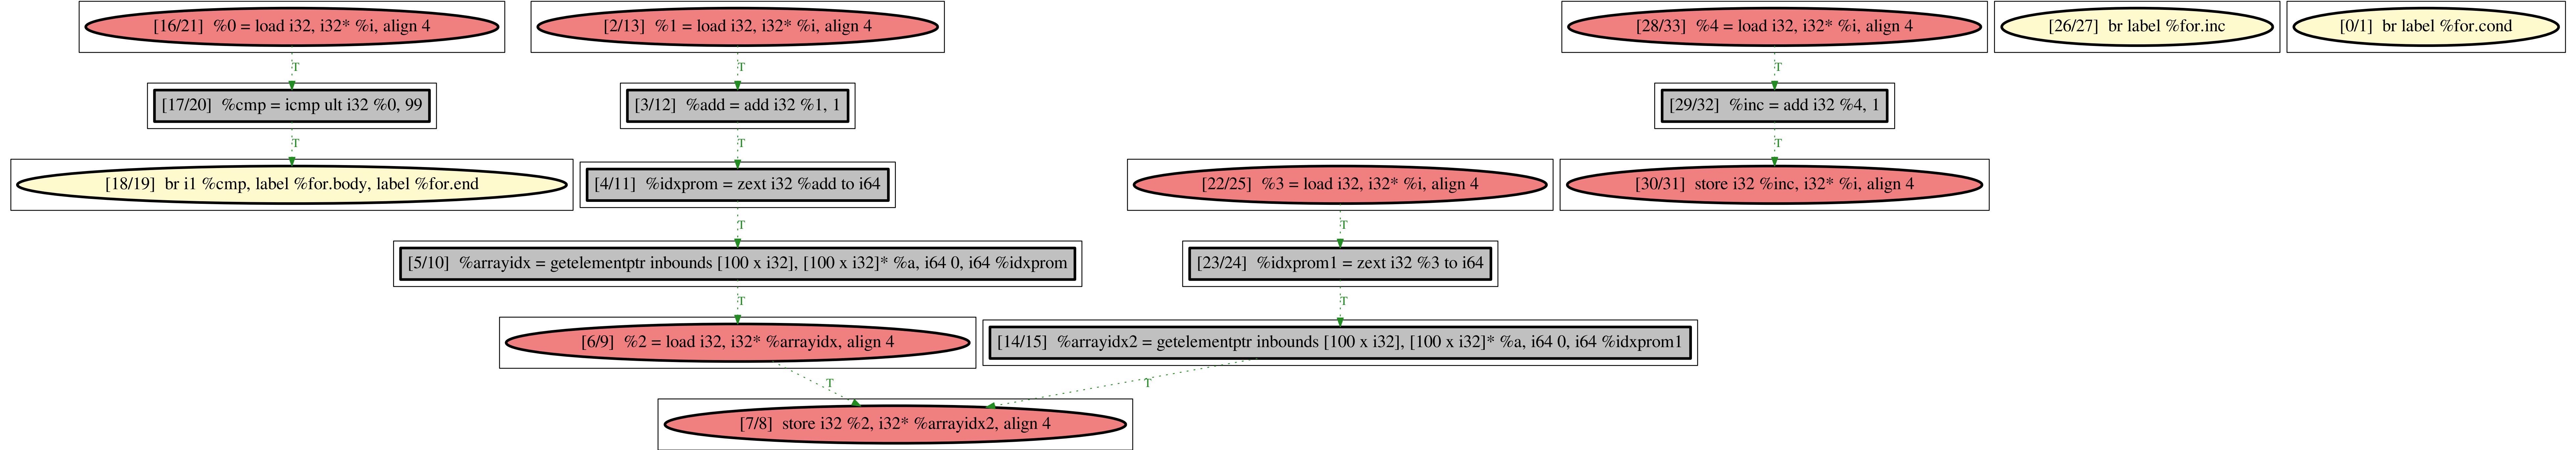 [16/21]  %0 = load i32, i32* %i, align 4
[2/13]  %1 = load i32, i32* %i, align 4
[28/33]  %4 = load i32, i32* %i, align 4
[26/27]  br label %for.inc
[0/1]  br label %for.cond
T
T
T
[17/20]  %cmp = icmp ult i32 %0, 99
[3/12]  %add = add i32 %1, 1
[29/32]  %inc = add i32 %4, 1
T
T
T
[18/19]  br i1 %cmp, label %for.body, label %for.end
[4/11]  %idxprom = zext i32 %add to i64
[22/25]  %3 = load i32, i32* %i, align 4
[30/31]  store i32 %inc, i32* %i, align 4
T
T
[5/10]  %arrayidx = getelementptr inbounds [100 x i32], [100 x i32]* %a, i64 0, i64 %idxprom
[23/24]  %idxprom1 = zext i32 %3 to i64
T
T
[6/9]  %2 = load i32, i32* %arrayidx, align 4
[14/15]  %arrayidx2 = getelementptr inbounds [100 x i32], [100 x i32]* %a, i64 0, i64 %idxprom1
T
T
[7/8]  store i32 %2, i32* %arrayidx2, align 4